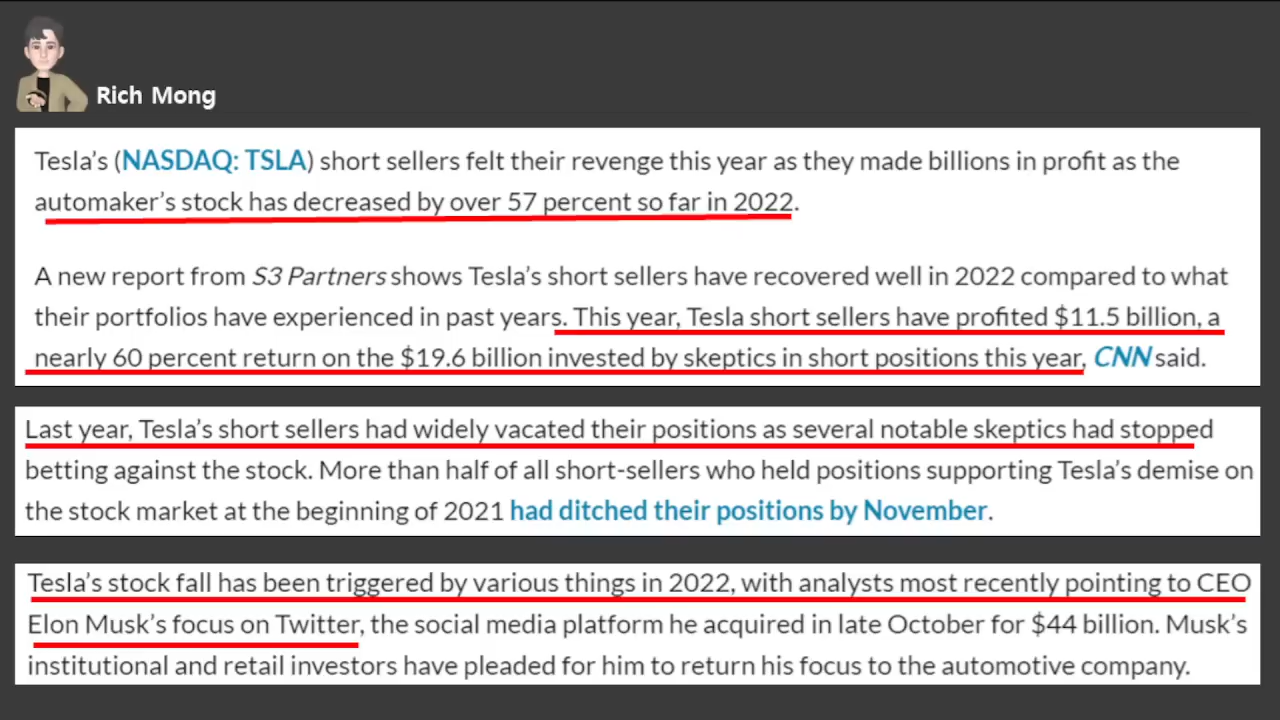 Rich Mong
Tesla's (NASDAQ: TSLA) short sellers felt their revenge this year as they made billions in profit as the
automaker's stock has decreased by over 57 percent so far in 2022.
A new report from S3 Partners shows Tesla's short sellers have recovered well in 2022 compared to what
their portfolios have experienced in past years. This year, Tesla short sellers have profited $11.5 billion, a
nearly 60 percent return on the $19.6 billion invested by skeptics in short positions this year, CNN said.
Last year, Tesla's short sellers had widely vacated their positions as several notable skeptics had stopped
betting against the stock. More than half of all short-sellers who held positions supporting Tesla's demise on
the stock market at the beginning of 2021 had ditched their positions by November.
Tesla's stock fall has been triggered by various things in 2022, with analysts most recently pointing to CEO
Elon Musk's focus on Twitter, the social media platform he acquired in late October for $44 billion. Musk's
institutional and retail investors have pleaded for him to return his focus to the automotive company.